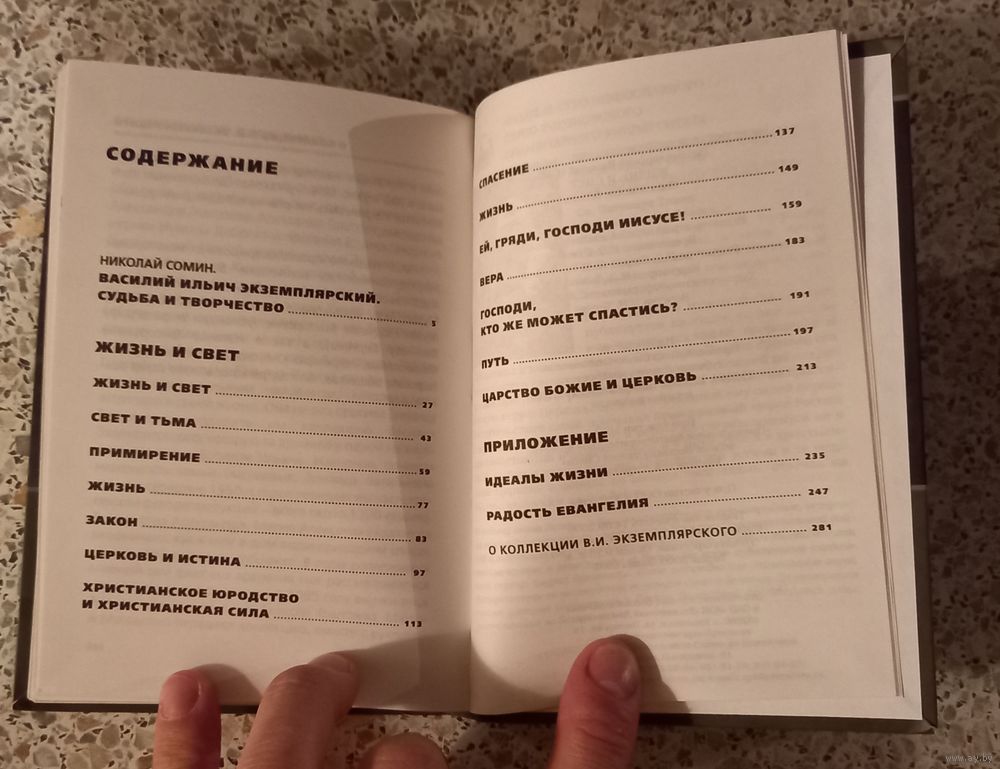 СОДЕРЖАНИЕ
НИКОЛАЙ СОМИН.
ВАСИЛИЙ ИЛЬИЧ ЭКЗЕМПЛЯРСКИЙ.
СУДЬБА И ТВОРЧЕСТВО 5
ЖИЗНЬ И СВЕТ
ЖИЗНЬ И СВЕТ 27
СВЕТ И ТЬМА 43
ПРИМИРЕНИЕ 59
ЖИЗНЬ 77
ЗАКОН 83
ЦЕРКОВЬ И ИСТИНА 97
ХРИСТИАНСКОЕ ЮРОДСТВО
И ХРИСТИАНСКАЯ СИЛА 113
СПАСЕНИЕ 137
ЖИЗНЬ 149
ЕЙ, ГРЯДИ, ГОСПОДИ ИИСУСЕ! 159
ВЕРА 183
ГОСПОДИ,
КТО ЖЕ МОЖЕТ СПАСТИСЬ? 191
ПУТЬ 197
ЦАРСТВО БОЖИЕ И ЦЕРКОВЬ 213
ПРИЛОЖЕНИЕ
ИДЕАЛЫ ЖИЗНИ 235
РАДОСТЬ ЕВАНГЕЛИЯ 247
О КОЛЛЕКЦИИ В.И. ЭКЗЕМПЛЯРСКОГО 281
www.ay.by